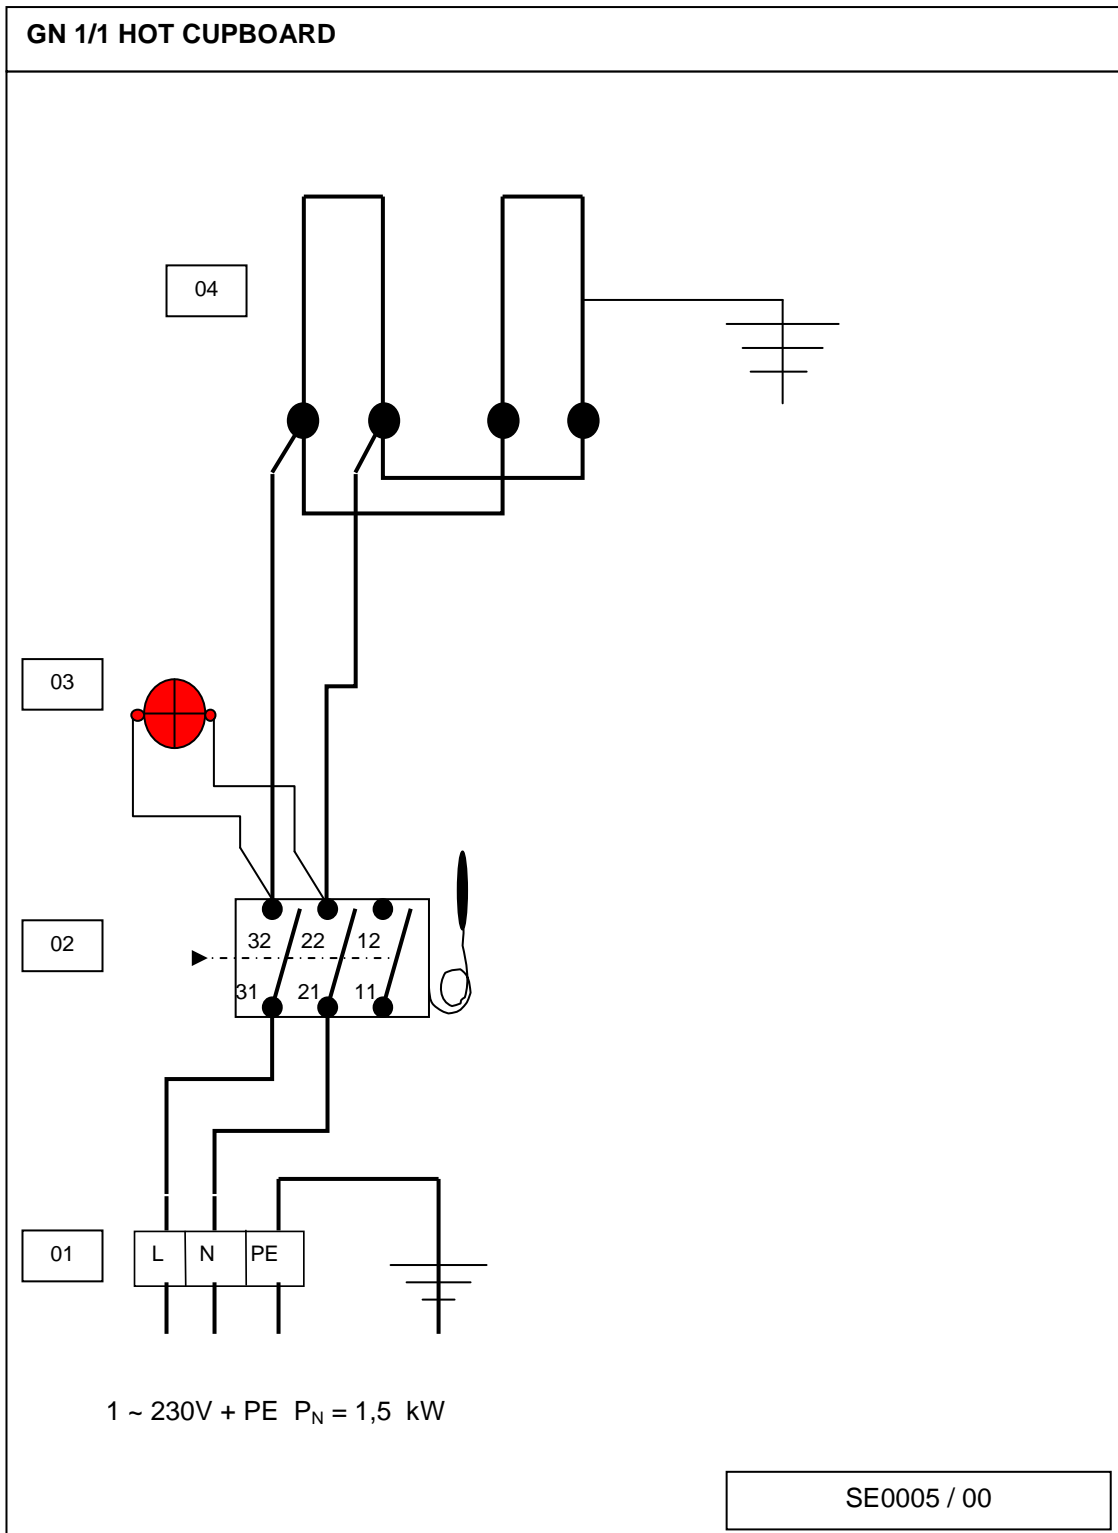 GN 1/1 HOT CUPBOARD
04
03
02
32 22 12
31 21 11
01
L N PE
1 ~ 230V + PE P_N = 1,5 kW
SE0005 / 00